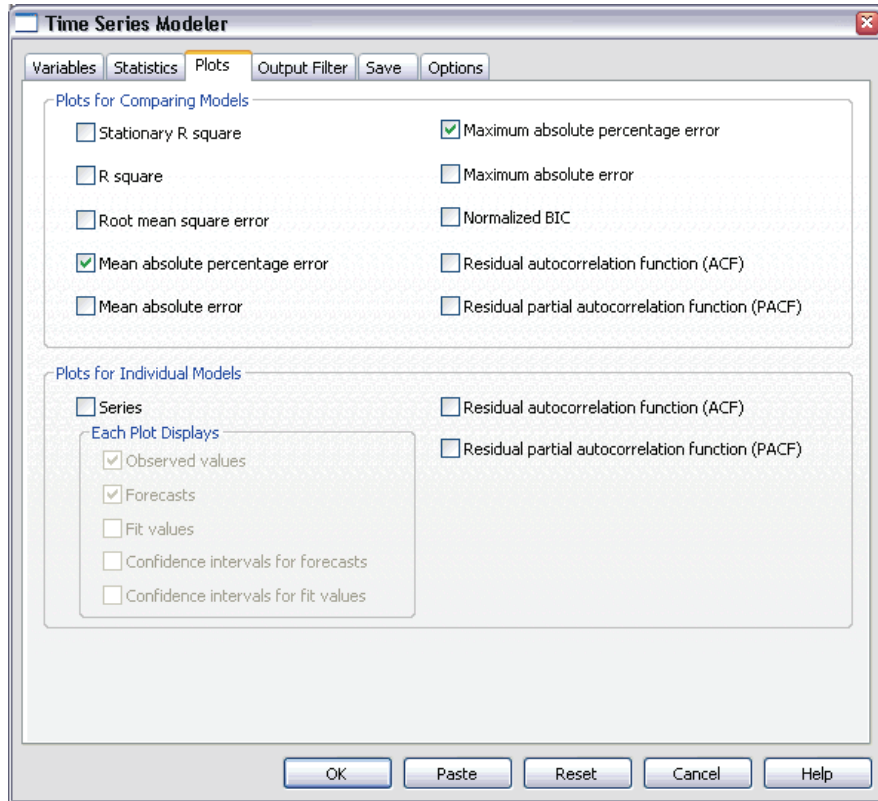 Time Series Modeler
Variables Statistics Plots Output Filter Save Options
Plots for Comparing Models
Stationary R square
R square
Root mean square error
Mean absolute percentage error
Mean absolute error
Maximum absolute percentage error
Maximum absolute error
Normalized BIC
Residual autocorrelation function (ACF)
Residual partial autocorrelation function (PACF)
Plots for Individual Models
Series
Each Plot Displays
Observed values
Forecasts
Fit values
Confidence intervals for forecasts
Confidence intervals for fit values
Residual autocorrelation function (ACF)
Residual partial autocorrelation function (PACF)
OK Paste Reset Cancel Help